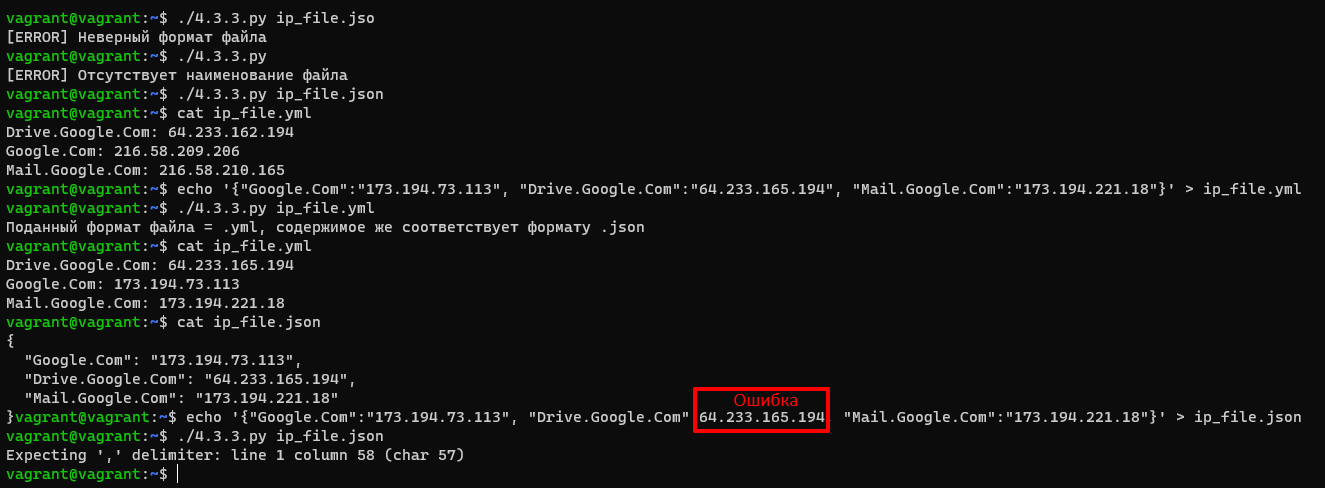 vagrant@vagrant:~$ ./4.3.3.py ip_file.jso
[ERROR] Неверный формат файла
vagrant@vagrant:~$ ./4.3.3.py
[ERROR] Отсутствует наименование файла
vagrant@vagrant:~$ ./4.3.3.py ip_file.json
vagrant@vagrant:~$ cat ip_file.yml
Drive.Google.Com: 64.233.162.194
Google.Com: 216.58.209.206
Mail.Google.Com: 216.58.210.165
vagrant@vagrant:~$ echo '{"Google.Com":"173.194.73.113", "Drive.Google.Com":"64.233.165.194", "Mail.Google.Com":"173.194.221.18"}' > ip_file.yml
vagrant@vagrant:~$ ./4.3.3.py ip_file.yml
Поданный формат файла = .yml, содержимое же соответствует формату .json
vagrant@vagrant:~$ cat ip_file.yml
Drive.Google.Com: 64.233.165.194
Google.Com: 173.194.73.113
Mail.Google.Com: 173.194.221.18
vagrant@vagrant:~$ cat ip_file.json
{
  "Google.Com": "173.194.73.113",
  "Drive.Google.Com": "64.233.165.194",
  "Mail.Google.Com": "173.194.221.18"
Ошибка
}vagrant@vagrant:~$ echo '{"Google.Com":"173.194.73.113", "Drive.Google.Com" 64.233.165.194 "Mail.Google.Com":"173.194.221.18"}' > ip_file.json
vagrant@vagrant:~$ ./4.3.3.py ip_file.json
Expecting ',' delimiter: line 1 column 58 (char 57)
vagrant@vagrant:~$